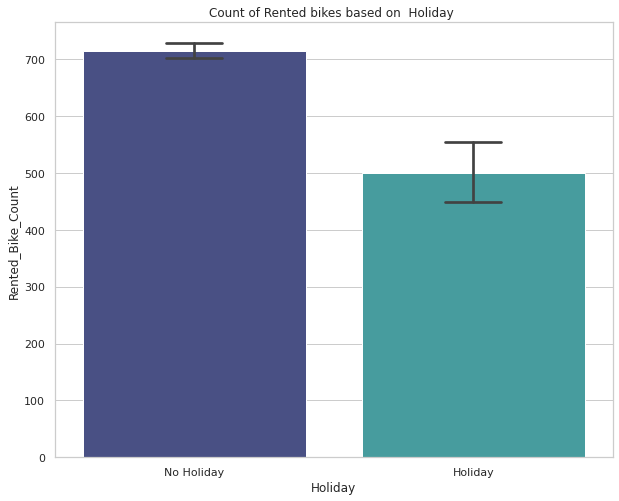 Count of Rented bikes based on  Holiday
Rented_Bike_Count
700
600
500
400
300
200
100
0
No Holiday
Holiday
Holiday